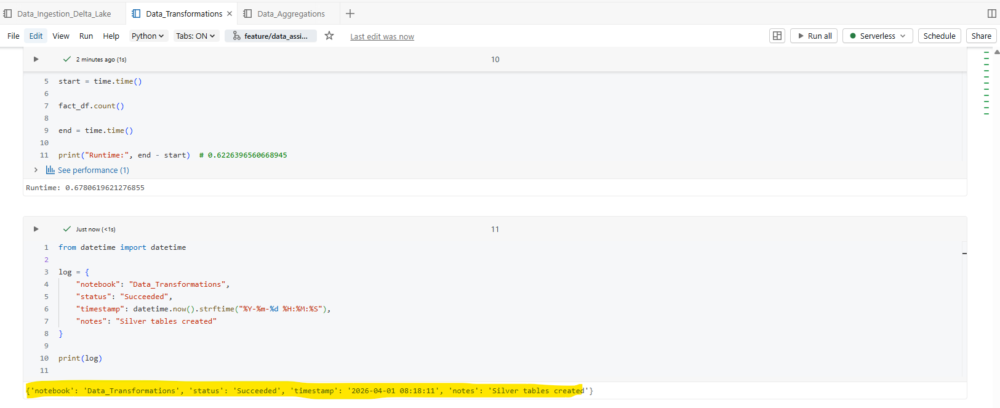 Data_Ingestion_Delta_Lake Data_Transformations Data_Aggregations
File Edit View Run Help Python Tabs: ON feature/data_assi... Last edit was now Run all Serverless Schedule Share
2 minutes ago (1s) 10
5 start = time.time()
6
7 fact_df.count()
8
9 end = time.time()
10
11 print("Runtime:", end - start) # 0.6226396560668945
See performance (1)
Runtime: 0.6780619621276855
Just now (<1s) 11
1 from datetime import datetime
2
3 log = {
4 "notebook": "Data_Transformations",
5 "status": "Succeeded",
6 "timestamp": datetime.now().strftime("%Y-%m-%d %H:%M:%S"),
7 "notes": "Silver tables created"
8 }
9
10 print(log)
11
{'notebook': 'Data_Transformations', 'status': 'Succeeded', 'timestamp': '2026-04-01 08:18:11', 'notes': 'Silver tables created'}